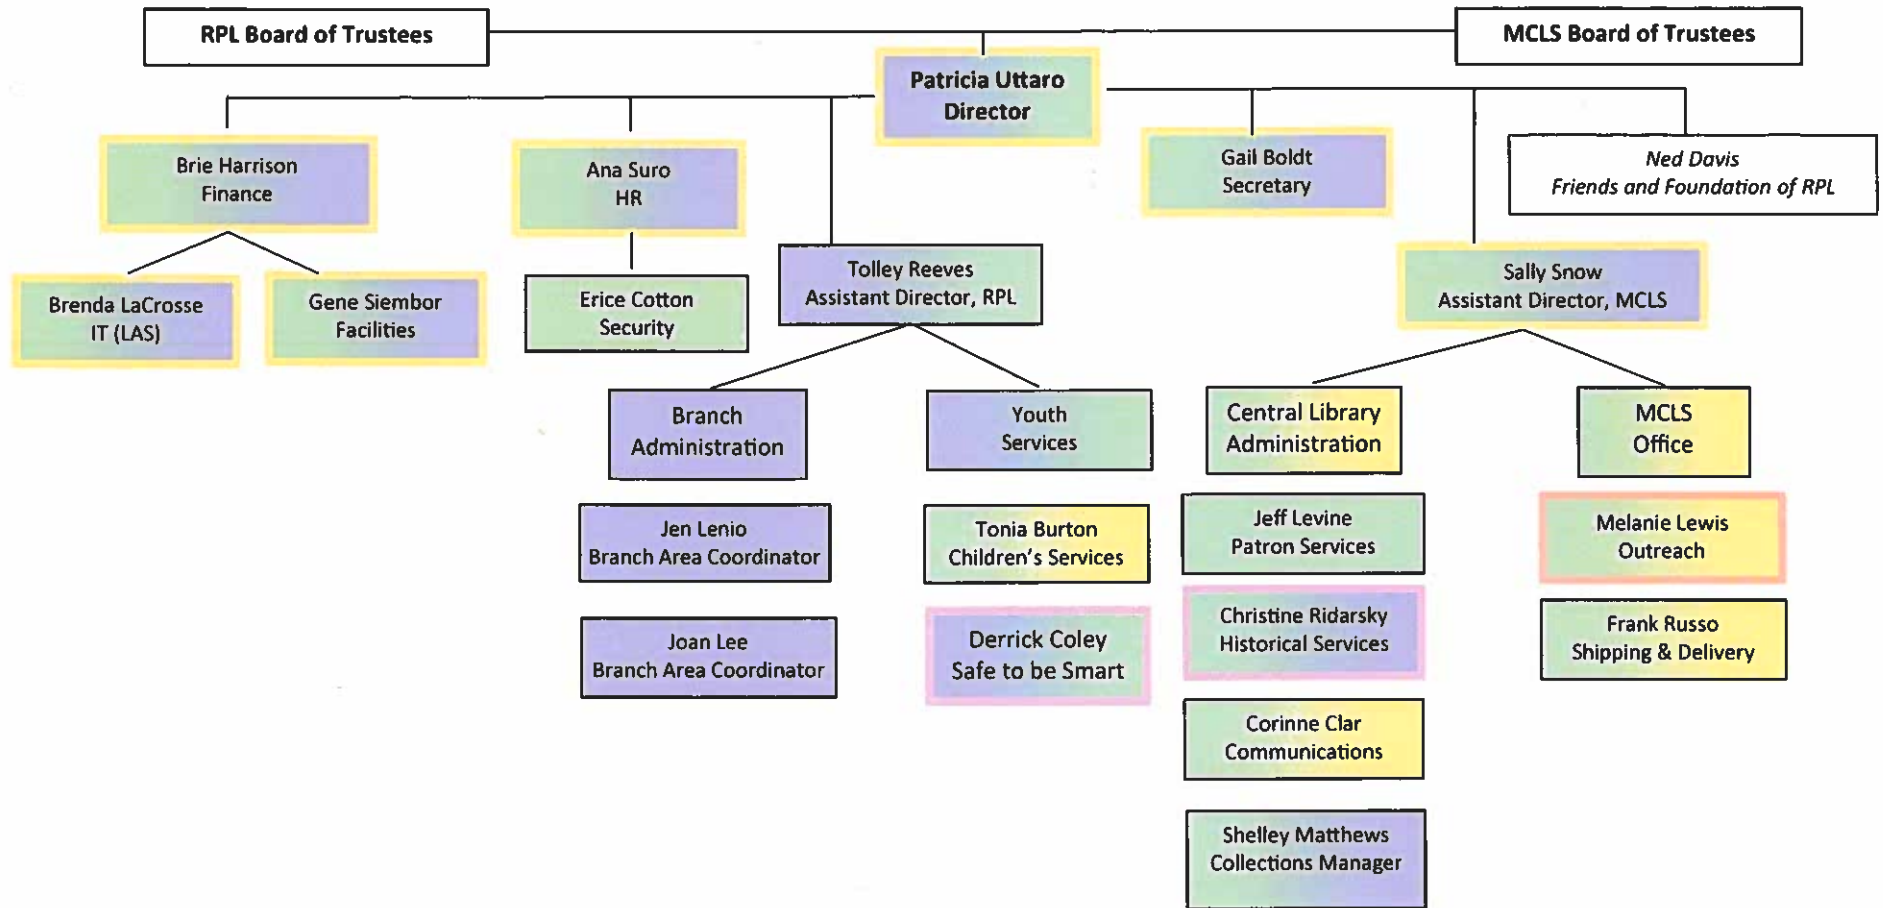 RPL Board of Trustees
MCLS Board of Trustees
Patricia Uttaro
Director
Brie Harrison
Finance
Ana Suro
HR
Gail Boldt
Secretary
Ned Davis
Friends and Foundation of RPL
Brenda LaCrosse
IT (LAS)
Gene Siembor
Facilities
Erice Cotton
Security
Tolley Reeves
Assistant Director, RPL
Sally Snow
Assistant Director, MCLS
Branch
Administration
Youth
Services
Central Library
Administration
MCLS
Office
Jen Lenio
Branch Area Coordinator
Tonia Burton
Children's Services
Jeff Levine
Patron Services
Melanie Lewis
Outreach
Joan Lee
Branch Area Coordinator
Derrick Coley
Safe to be Smart
Christine Ridarsky
Historical Services
Frank Russo
Shipping & Delivery
Corinne Clar
Communications
Shelley Matthews
Collections Manager